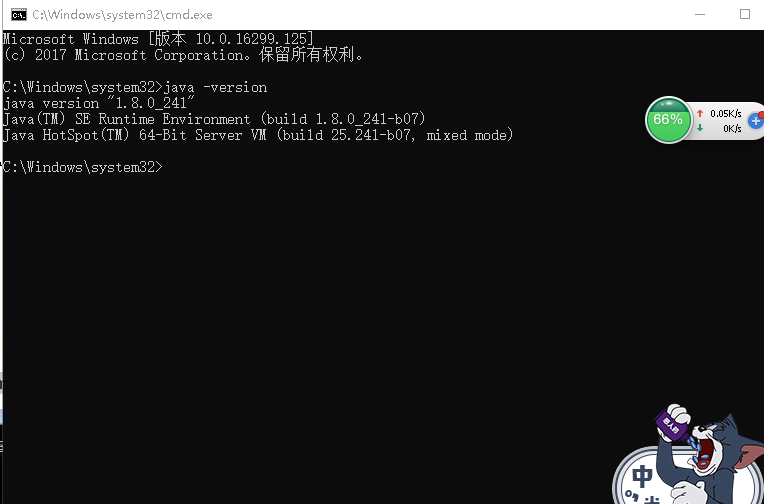 C:\Windows\system32\cmd.exe
Microsoft Windows [版本 10.0.16299.125]
(c) 2017 Microsoft Corporation。保留所有权利。
C:\Windows\system32>java -version
java version "1.8.0_241"
Java(TM) SE Runtime Environment (build 1.8.0_241-b07)
Java HotSpot(TM) 64-Bit Server VM (build 25.241-b07, mixed mode)
C:\Windows\system32>
66%
0.05K/s
0K/s
中